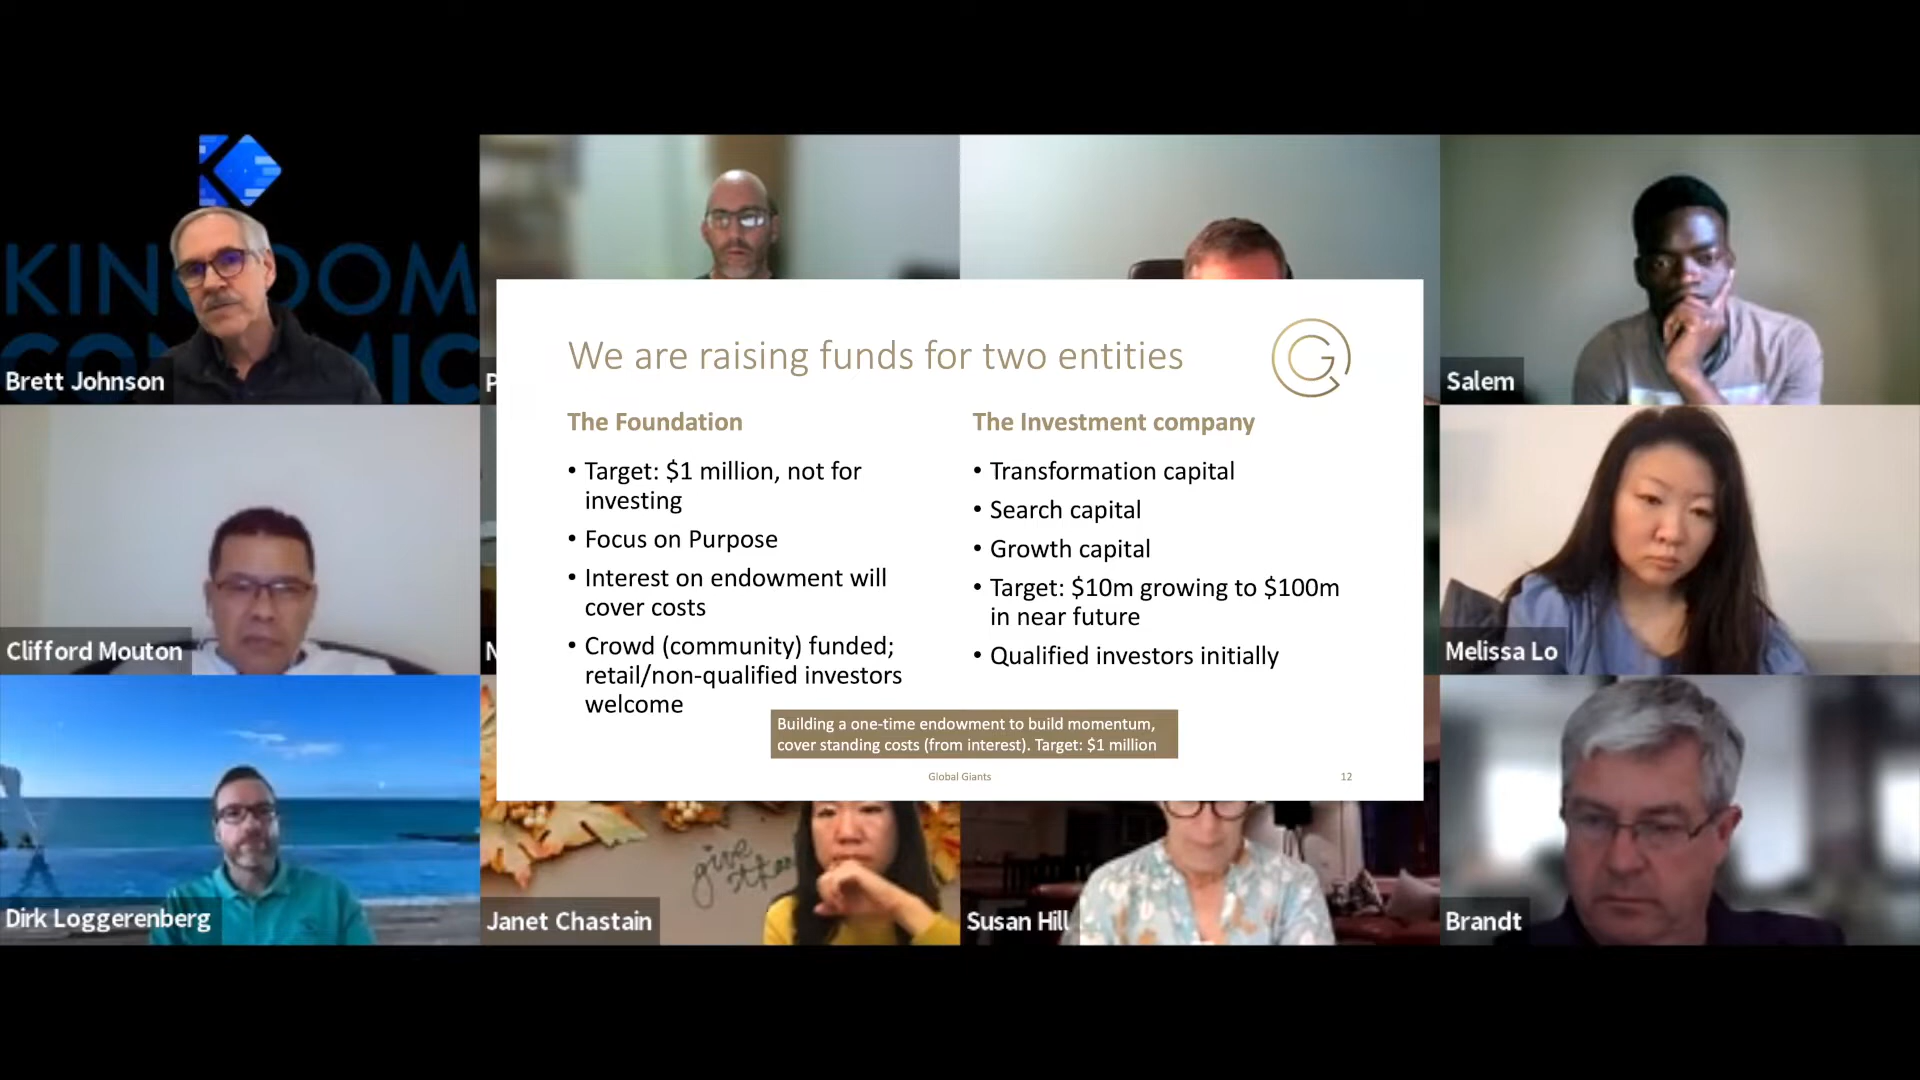 KINGDOM
Brett Johnson
P
Salem
We are raising funds for two entities
The Foundation
• Target: $1 million, not for
investing
• Focus on Purpose
• Interest on endowment will
cover costs
• Crowd (community) funded;
retail/non-qualified investors
welcome
The Investment company
• Transformation capital
• Search capital
• Growth capital
• Target: $10m growing to $100m
in near future
• Qualified investors initially
Building a one-time endowment to build momentum,
cover standing costs (from interest). Target: $1 million
Global Giants
12
Clifford Mouton
N
Melissa Lo
Dirk Loggerenberg
give
Janet Chastain
Susan Hill
Brandt